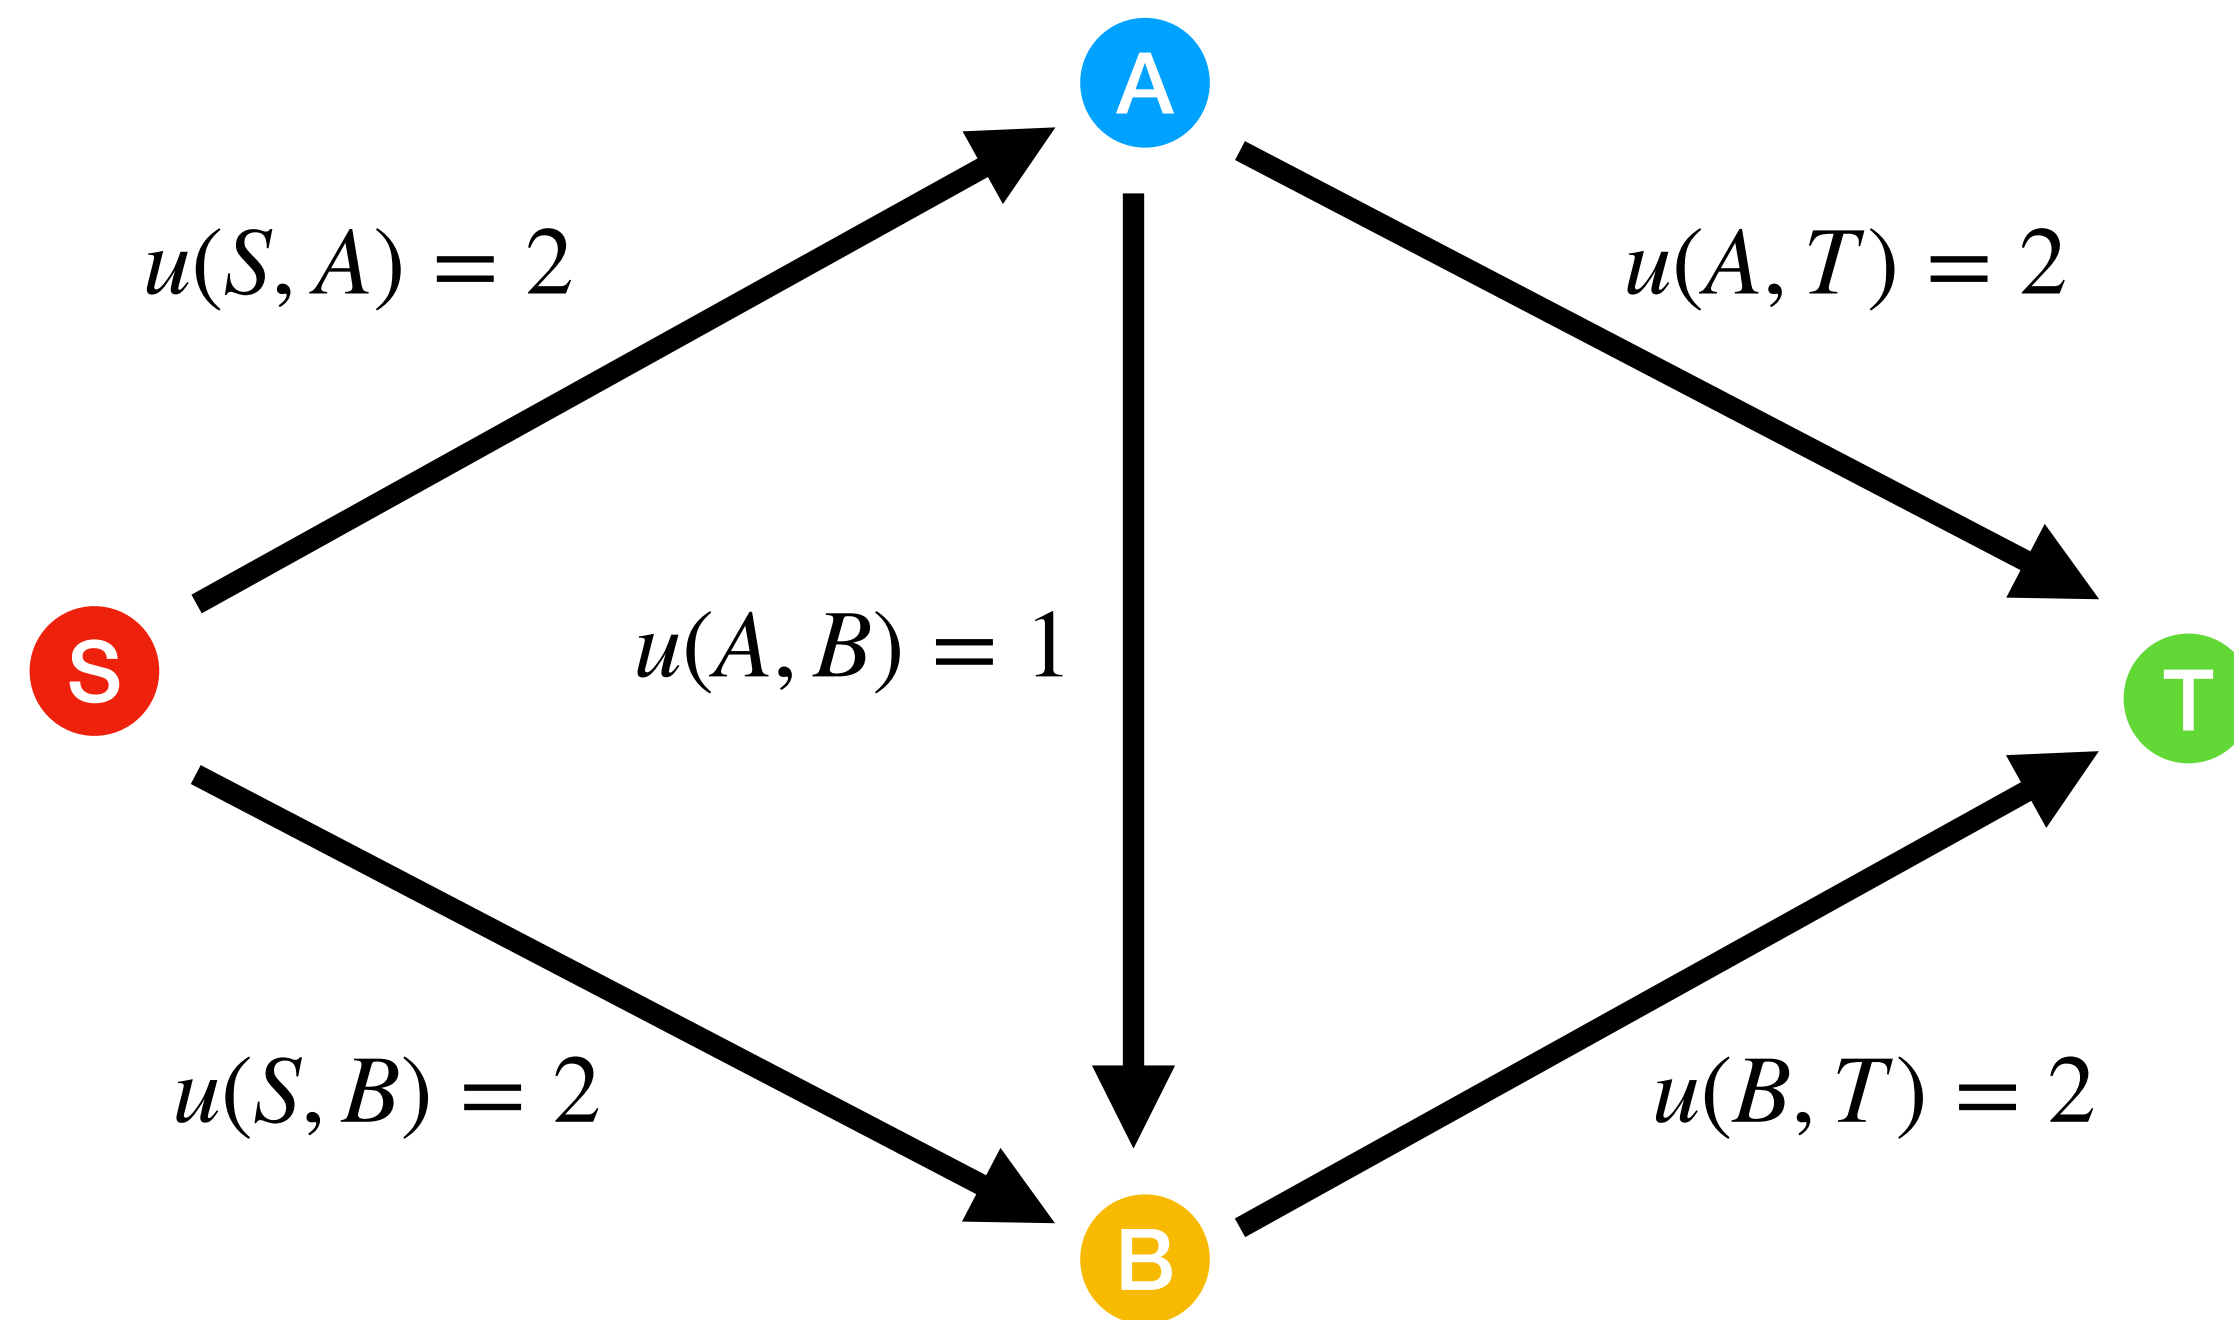 A
u(S, A) = 2
u(A, T) = 2
S
u(A, B) = 1
T
u(S, B) = 2
u(B, T) = 2
B